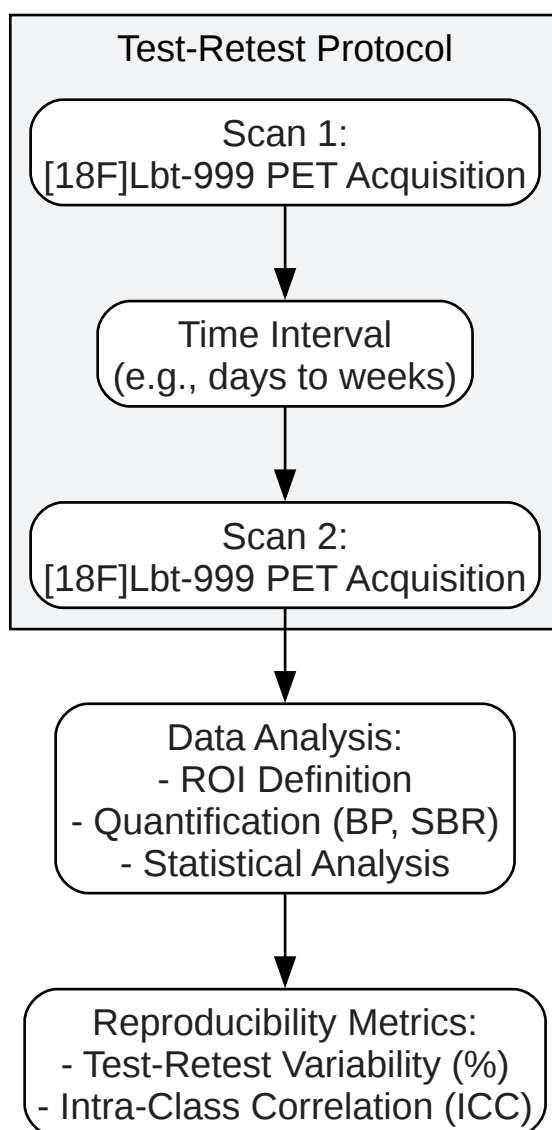 Test-Retest Protocol
Scan 1:
[18F]Lbt-999 PET Acquisition
Time Interval
(e.g., days to weeks)
Scan 2:
[18F]Lbt-999 PET Acquisition
Data Analysis:
- ROI Definition
- Quantification (BP, SBR)
- Statistical Analysis
Reproducibility Metrics:
- Test-Retest Variability (%)
- Intra-Class Correlation (ICC)